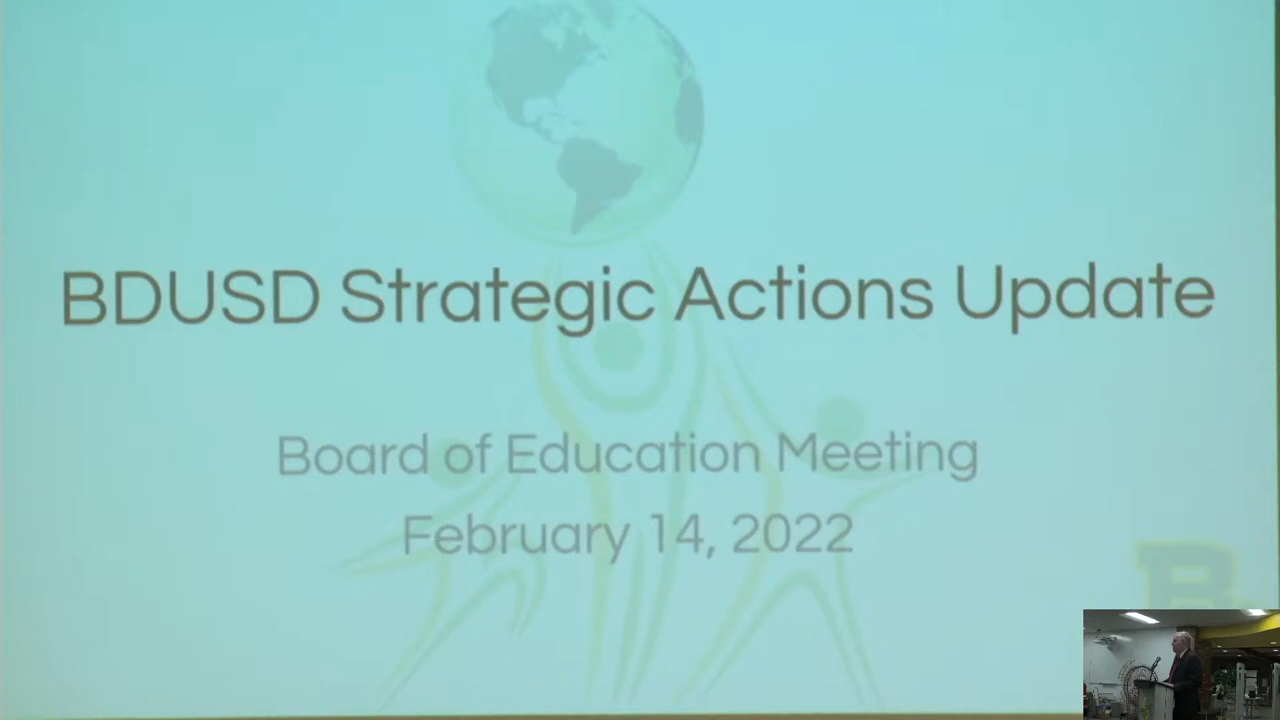 BDUSD Strategic Actions Update
Board of Education Meeting
February 14, 2022
B